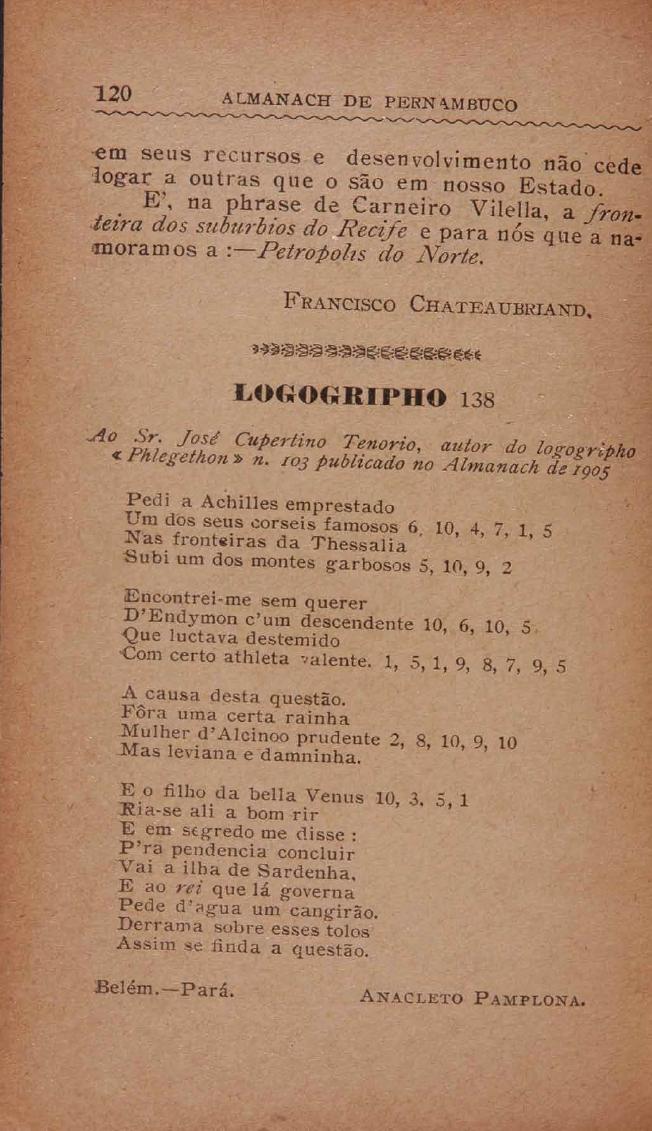 120 ALMANACH DE PERNAMBUCO
em seus recursos e desenvolvimento não cede
logar a outras que o são em nosso Estado.
E', na phrase de Carneiro Vilella, a fron-
teira dos suburbios do Recife e para nós que a na-
moramos a :—Petropolis do Norte.
FRANCISCO CHATEAUBRIAND.
LOGOGRIPHO 138
Ao Sr. José Cupertino Tenorio, autor do logogripho
« Phlegethon » n. 103 publicado no Almanach de 1905
Pedi a Achilles emprestado
Um dos seus corseis famosos 6, 10, 4, 7, 1, 5
Nas fronteiras da Thessalia
Subi um dos montes garbosos 5, 10, 9, 2
Encontrei-me sem querer
D'Endymon c'um descendente 10, 6, 10, 5.
Que luctava destemido
Com certo athleta valente. 1, 5, 1, 9, 8, 7, 9, 5
A causa desta questão.
Fôra uma certa rainha
Mulher d'Alcinoo prudente 2, 8, 10, 9, 10
Mas leviana e damninha.
E o filho da bella Venus 10, 3, 5, 1
Ria-se ali a bom rir
E em segredo me disse :
P'ra pendencia concluir
Vai a ilha de Sardenha,
E ao rei que lá governa
Pede d'agua um cangirão.
Derrama sobre esses tolos
Assim se finda a questão.
Belém.—Pará. ANACLETO PAMPLONA.